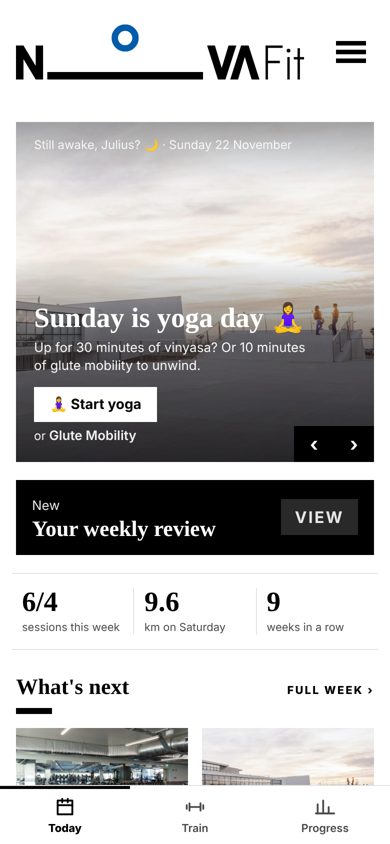 N VA Fit
Still awake, Julius? 🌙 · Sunday 22 November
Sunday is yoga day 🧘‍♀️
Up for 30 minutes of vinyasa? Or 10 minutes
of glute mobility to unwind.
🧘‍♀️ Start yoga
or Glute Mobility
‹ ›
New
Your weekly review
VIEW
6/4 9.6 9
sessions this week km on Saturday weeks in a row
What's next
FULL WEEK ›
Today Train Progress